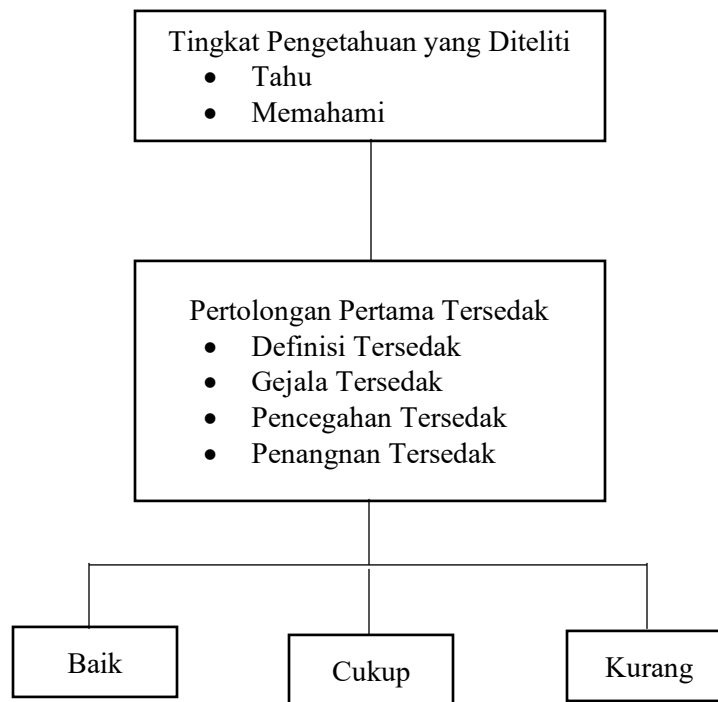 Tingkat Pengetahuan yang Diteliti
• Tahu
• Memahami
Pertolongan Pertama Tersedak
• Definisi Tersedak
• Gejala Tersedak
• Pencegahan Tersedak
• Penangnan Tersedak
Baik
Cukup
Kurang